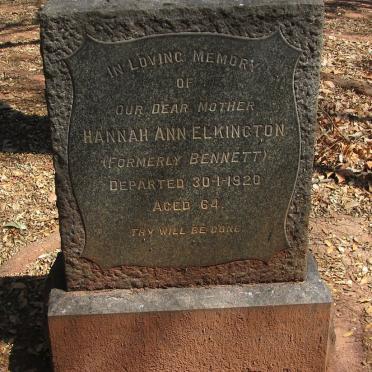 IN LOVING MEMORY
OF
OUR DEAR MOTHER
HANNAH ANN ELKINGTON
(FORMERLY BENNETT)
DEPARTED 30-1-1920
AGED 64.
THY WILL BE DONE.